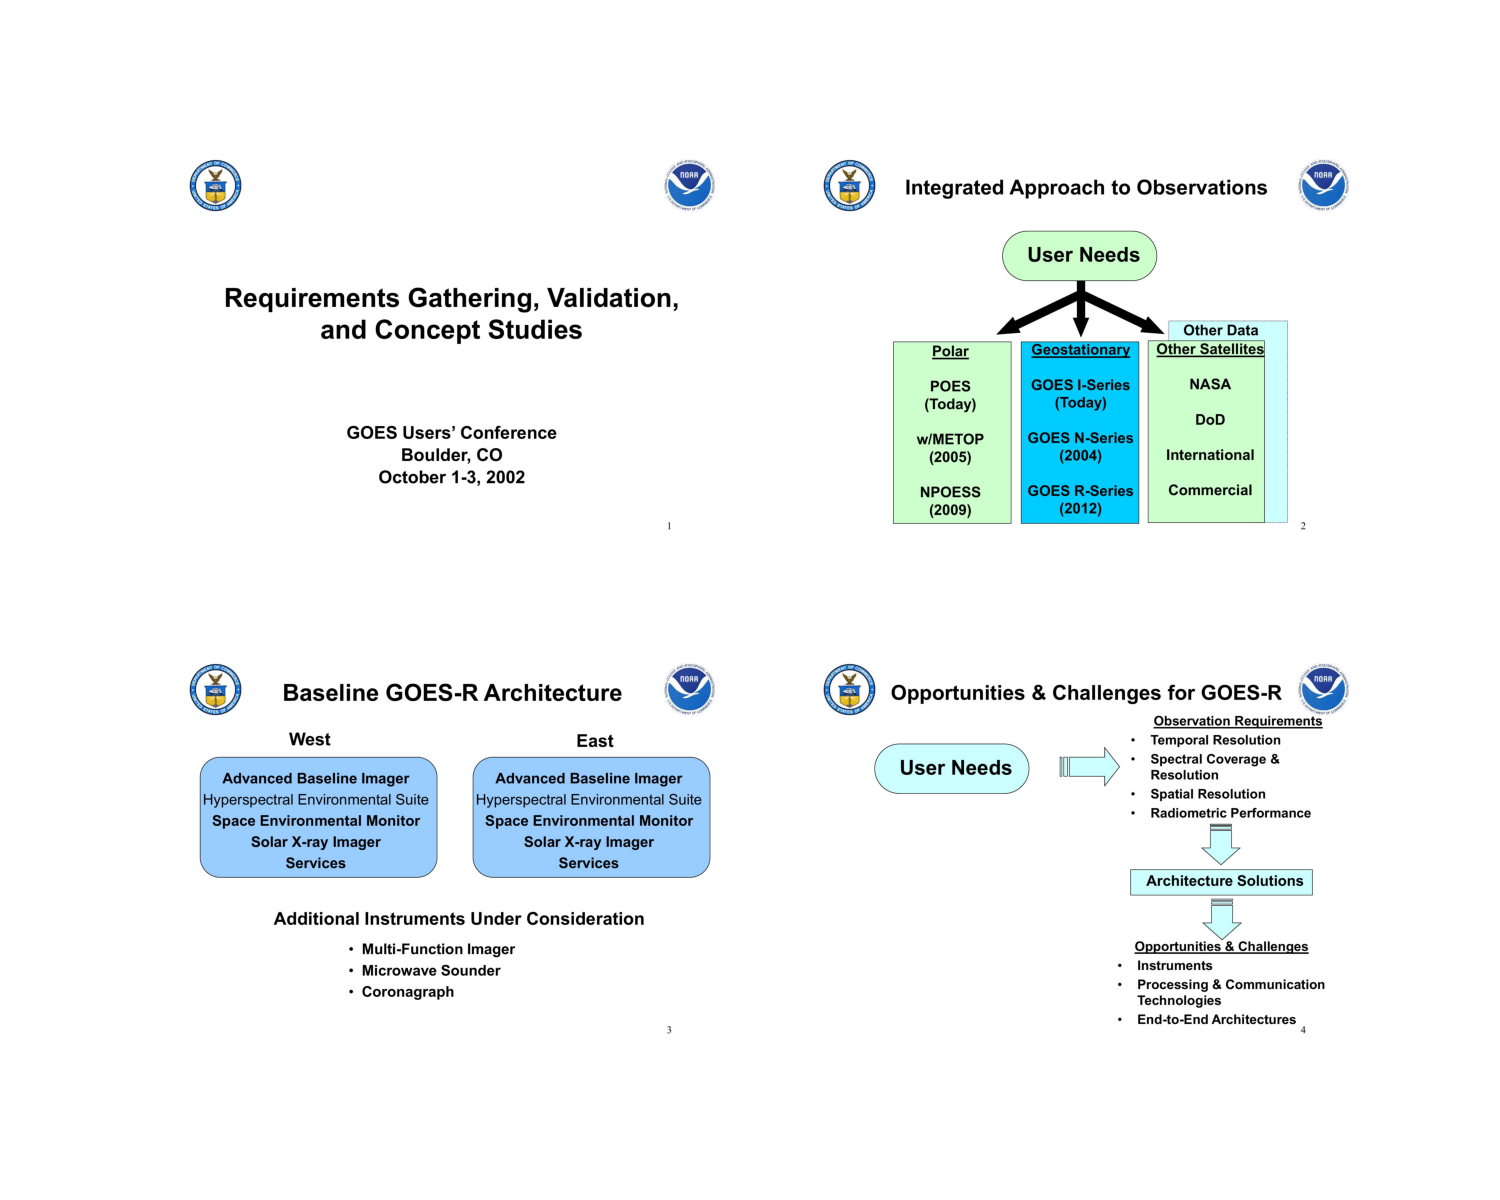 NOAA
Requirements Gathering, Validation,
and Concept Studies
GOES Users’ Conference
Boulder, CO
October 1-3, 2002
1
Integrated Approach to Observations
NOAA
User Needs
Polar
POES
(Today)
w/METOP
(2005)
NPOESS
(2009)
Geostationary
GOES I-Series
(Today)
GOES N-Series
(2004)
GOES R-Series
(2012)
Other Data
Other Satellites
NASA
DoD
International
Commercial
2
Baseline GOES-R Architecture
NOAA
West
Advanced Baseline Imager
Hyperspectral Environmental Suite
Space Environmental Monitor
Solar X-ray Imager
Services
East
Advanced Baseline Imager
Hyperspectral Environmental Suite
Space Environmental Monitor
Solar X-ray Imager
Services
Additional Instruments Under Consideration
• Multi-Function Imager
• Microwave Sounder
• Coronagraph
3
Opportunities & Challenges for GOES-R
NOAA
User Needs
Observation Requirements
• Temporal Resolution
• Spectral Coverage &
Resolution
• Spatial Resolution
• Radiometric Performance
Architecture Solutions
Opportunities & Challenges
• Instruments
• Processing & Communication
Technologies
• End-to-End Architectures
4